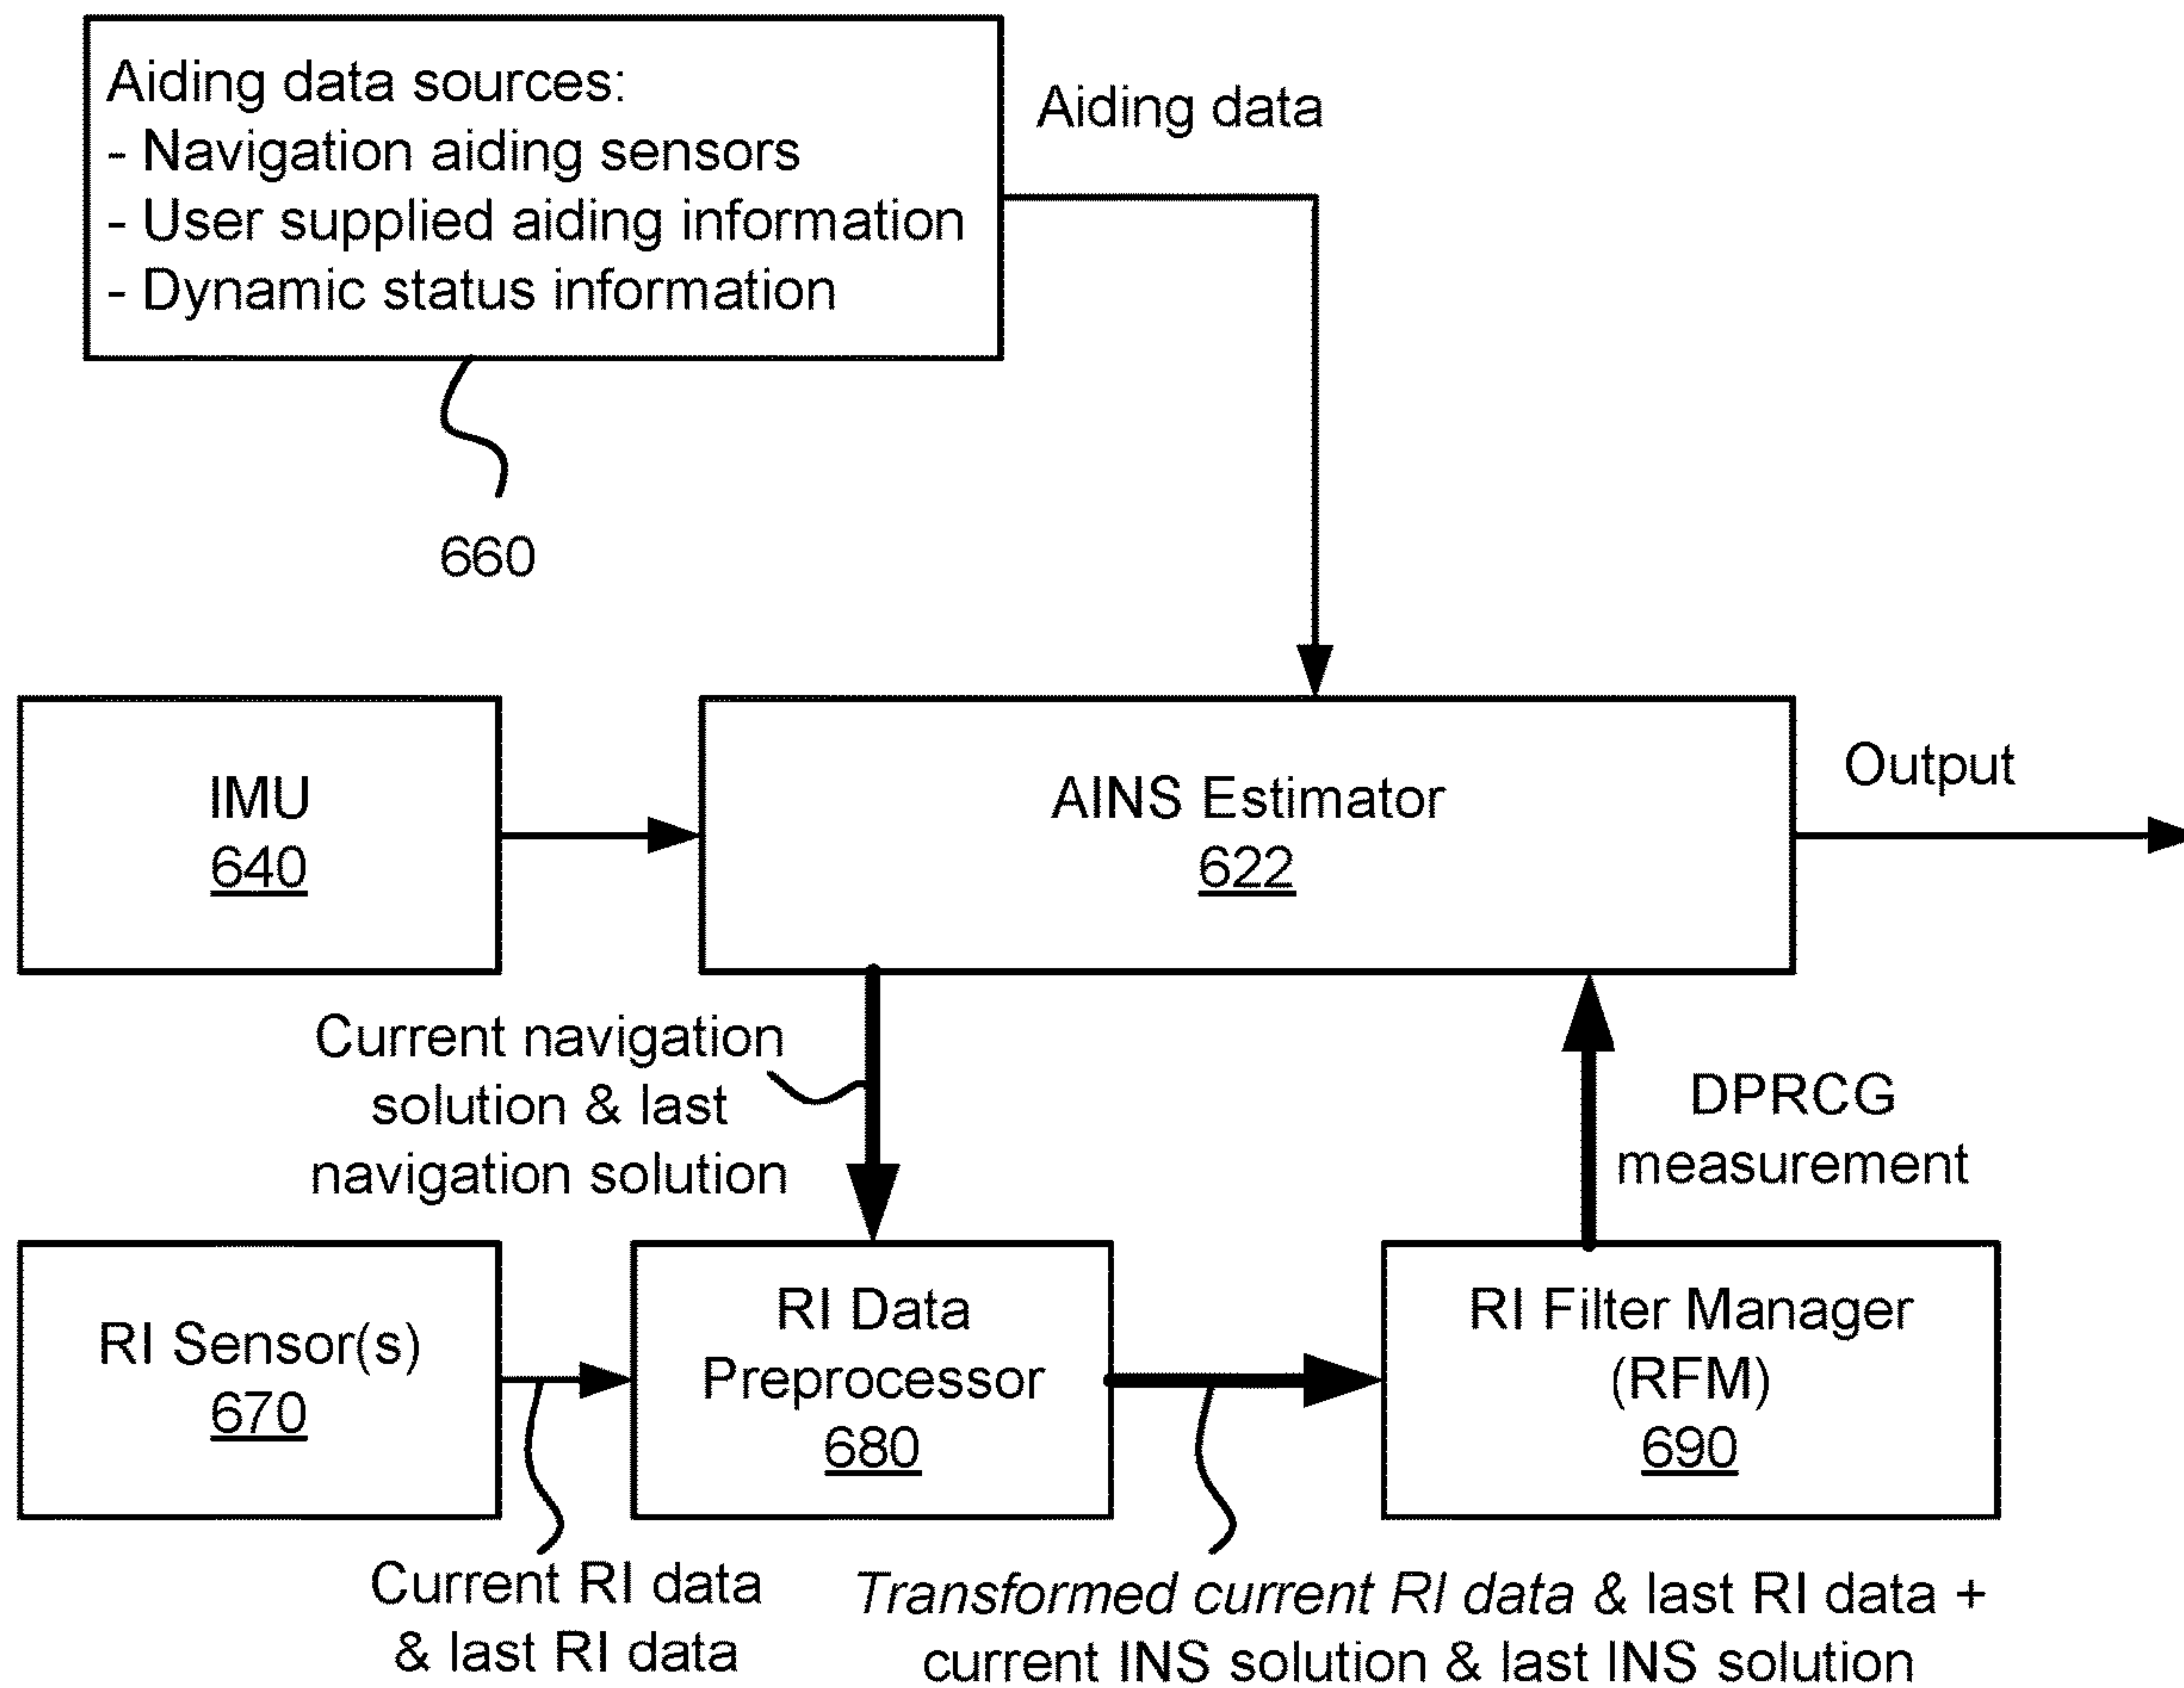 Aiding data sources:
- Navigation aiding sensors
- User supplied aiding information
- Dynamic status information
Aiding data
660
IMU
640
AINS Estimator
622
Output
Current navigation
solution & last
navigation solution
DPRCG
measurement
RI Sensor(s)
670
RI Data
Preprocessor
680
RI Filter Manager
(RFM)
690
Current RI data
& last RI data
Transformed current RI data & last RI data +
current INS solution & last INS solution